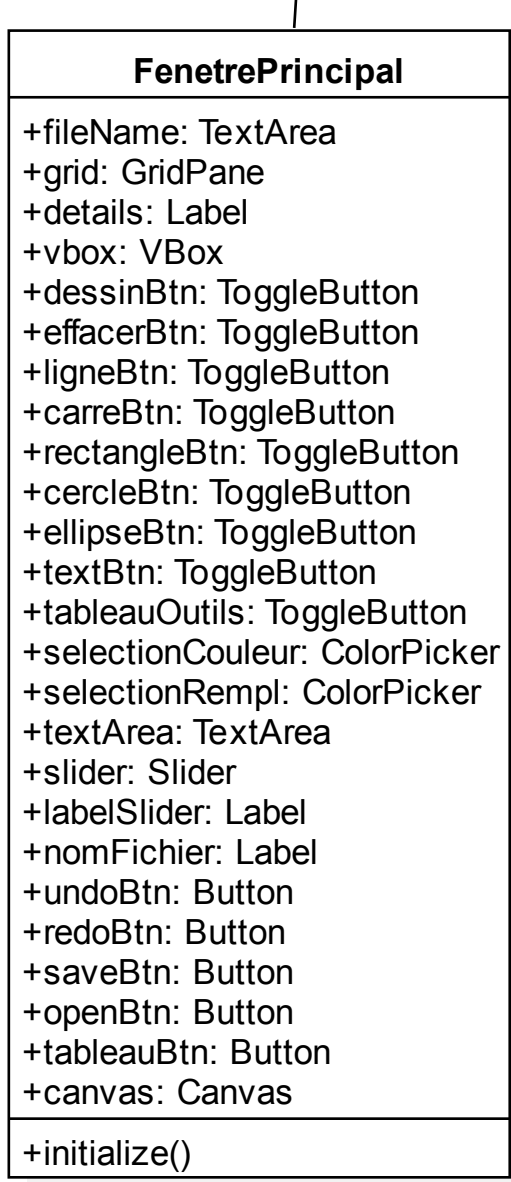 FenetrePrincipal
+fileName: TextArea
+grid: GridPane
+details: Label
+vbox: VBox
+dessinBtn: ToggleButton
+effacerBtn: ToggleButton
+ligneBtn: ToggleButton
+carreBtn: ToggleButton
+rectangleBtn: ToggleButton
+cercleBtn: ToggleButton
+ellipseBtn: ToggleButton
+textBtn: ToggleButton
+tableauOutils: ToggleButton
+selectionCouleur: ColorPicker
+selectionRempl: ColorPicker
+textArea: TextArea
+slider: Slider
+labelSlider: Label
+nomFichier: Label
+undoBtn: Button
+redoBtn: Button
+saveBtn: Button
+openBtn: Button
+tableauBtn: Button
+canvas: Canvas
+initialize()